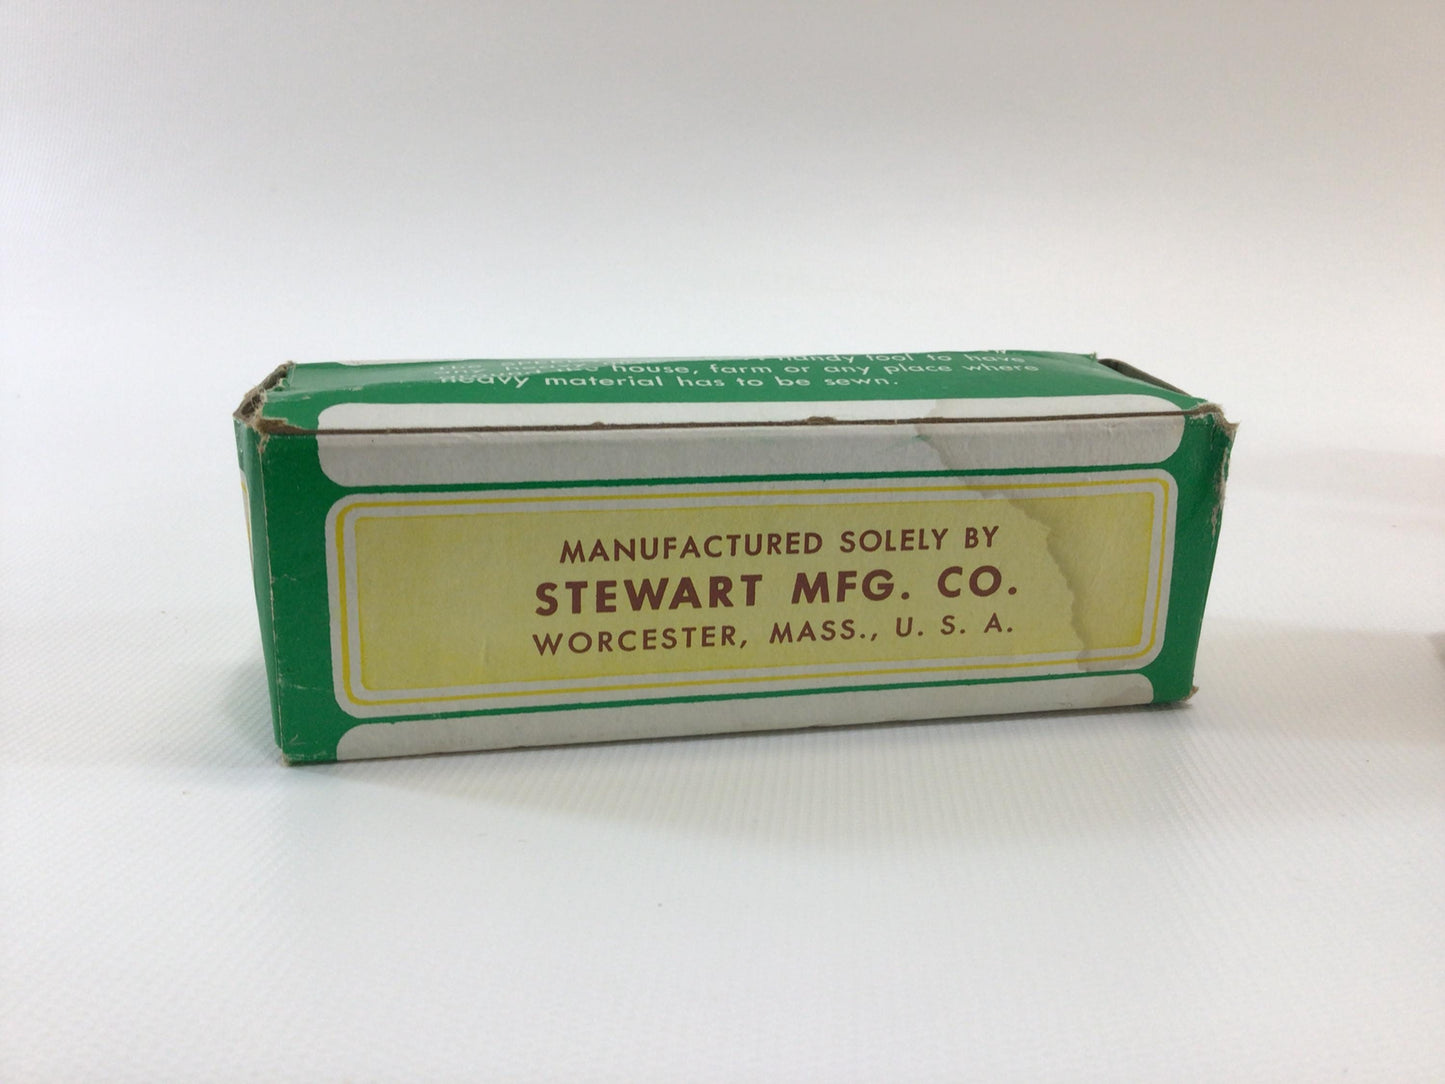 handy tool to have
house, farm or any place where
heavy material has to be sewn.
MANUFACTURED SOLELY BY
STEWART MFG. CO.
WORCESTER, MASS., U. S. A.